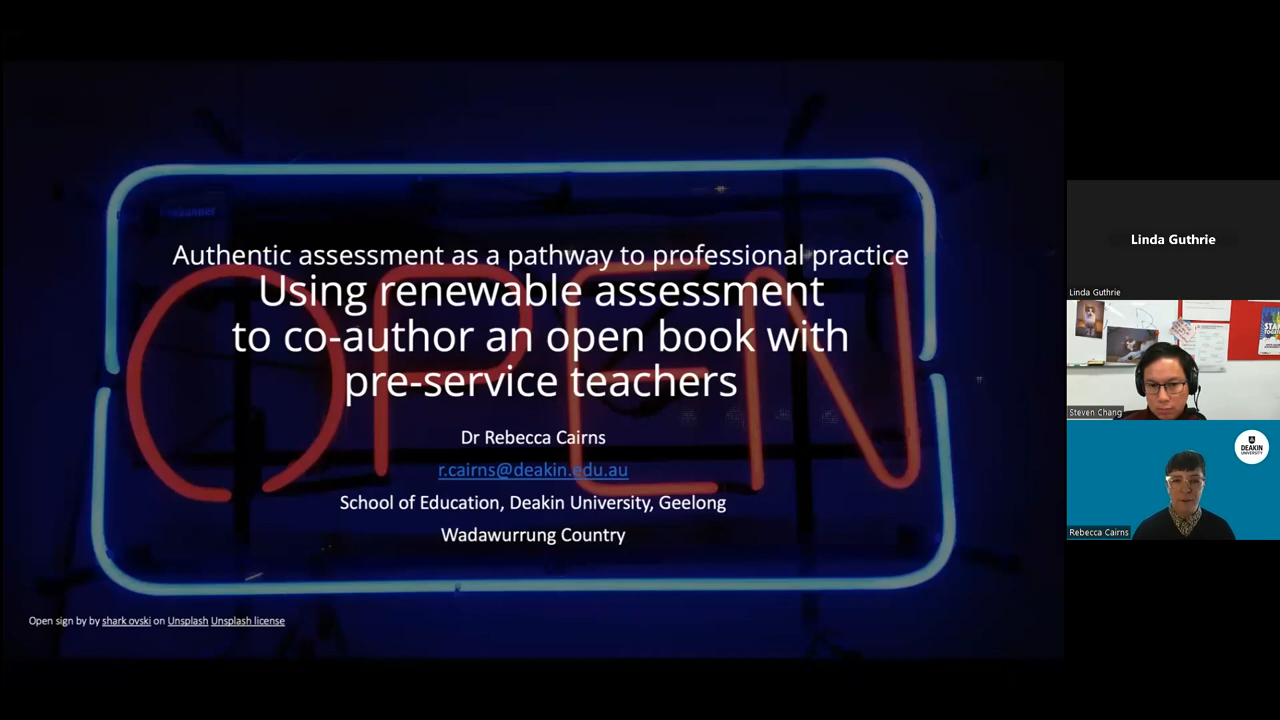 Authentic assessment as a pathway to professional practice
Using renewable assessment
to co-author an open book with
pre-service teachers
Dr Rebecca Cairns
r.cairns@deakin.edu.au
School of Education, Deakin University, Geelong
Wadawurrung Country
OPEN
Open sign by by shark ovski on Unsplash Unsplash license
Linda Guthrie
Linda Guthrie
Steven Chang
DEAKIN
UNIVERSITY
Rebecca Cairns